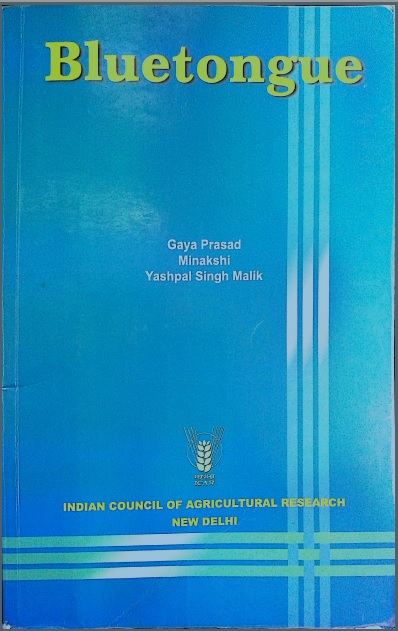 Bluetongue
Gaya Prasad
Minakshi
Yashpal Singh Malik
INDIAN COUNCIL OF AGRICULTURAL RESEARCH
NEW DELHI